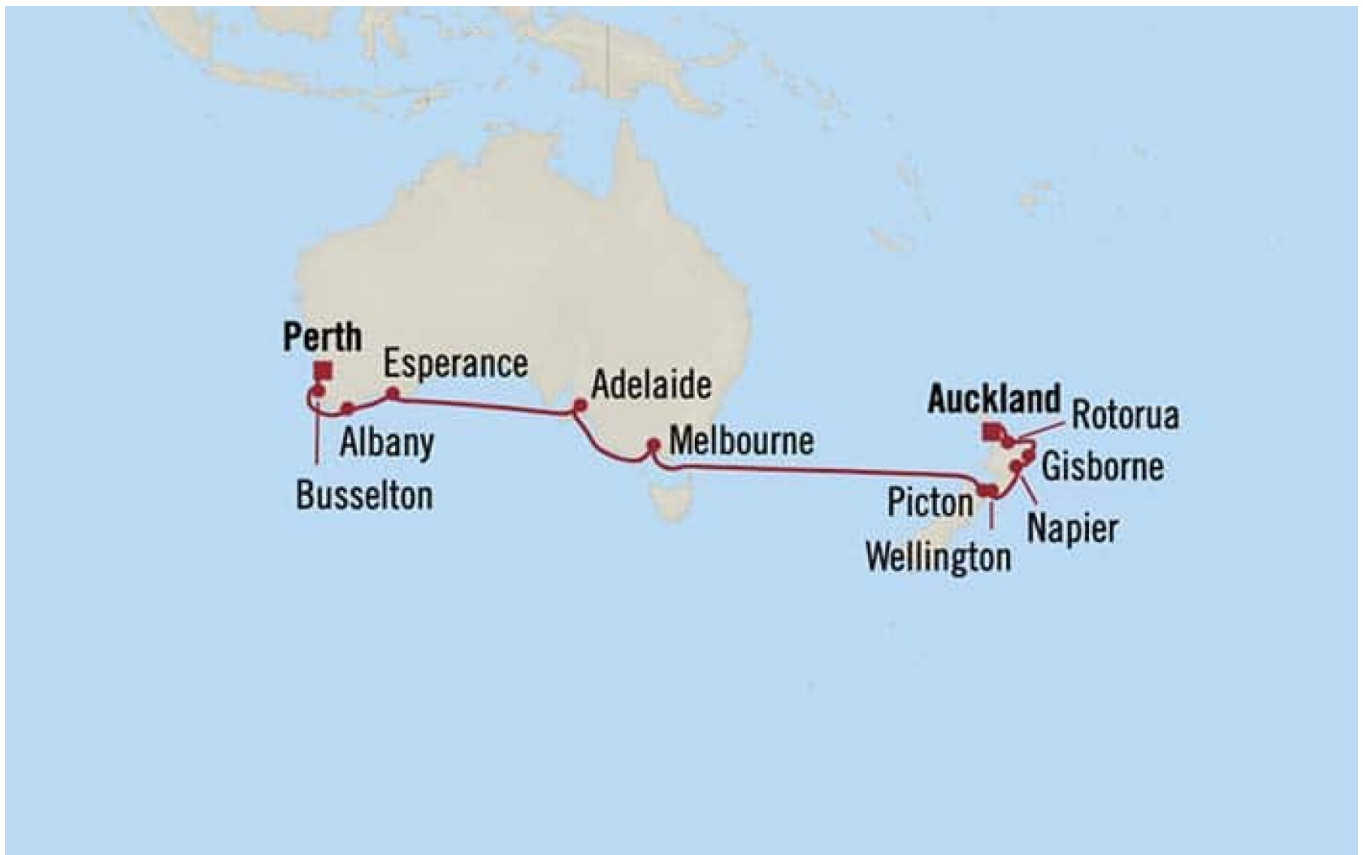 Perth
Esperance
Albany
Busselton
Adelaide
Melbourne
Auckland
Rotorua
Gisborne
Picton
Napier
Wellington